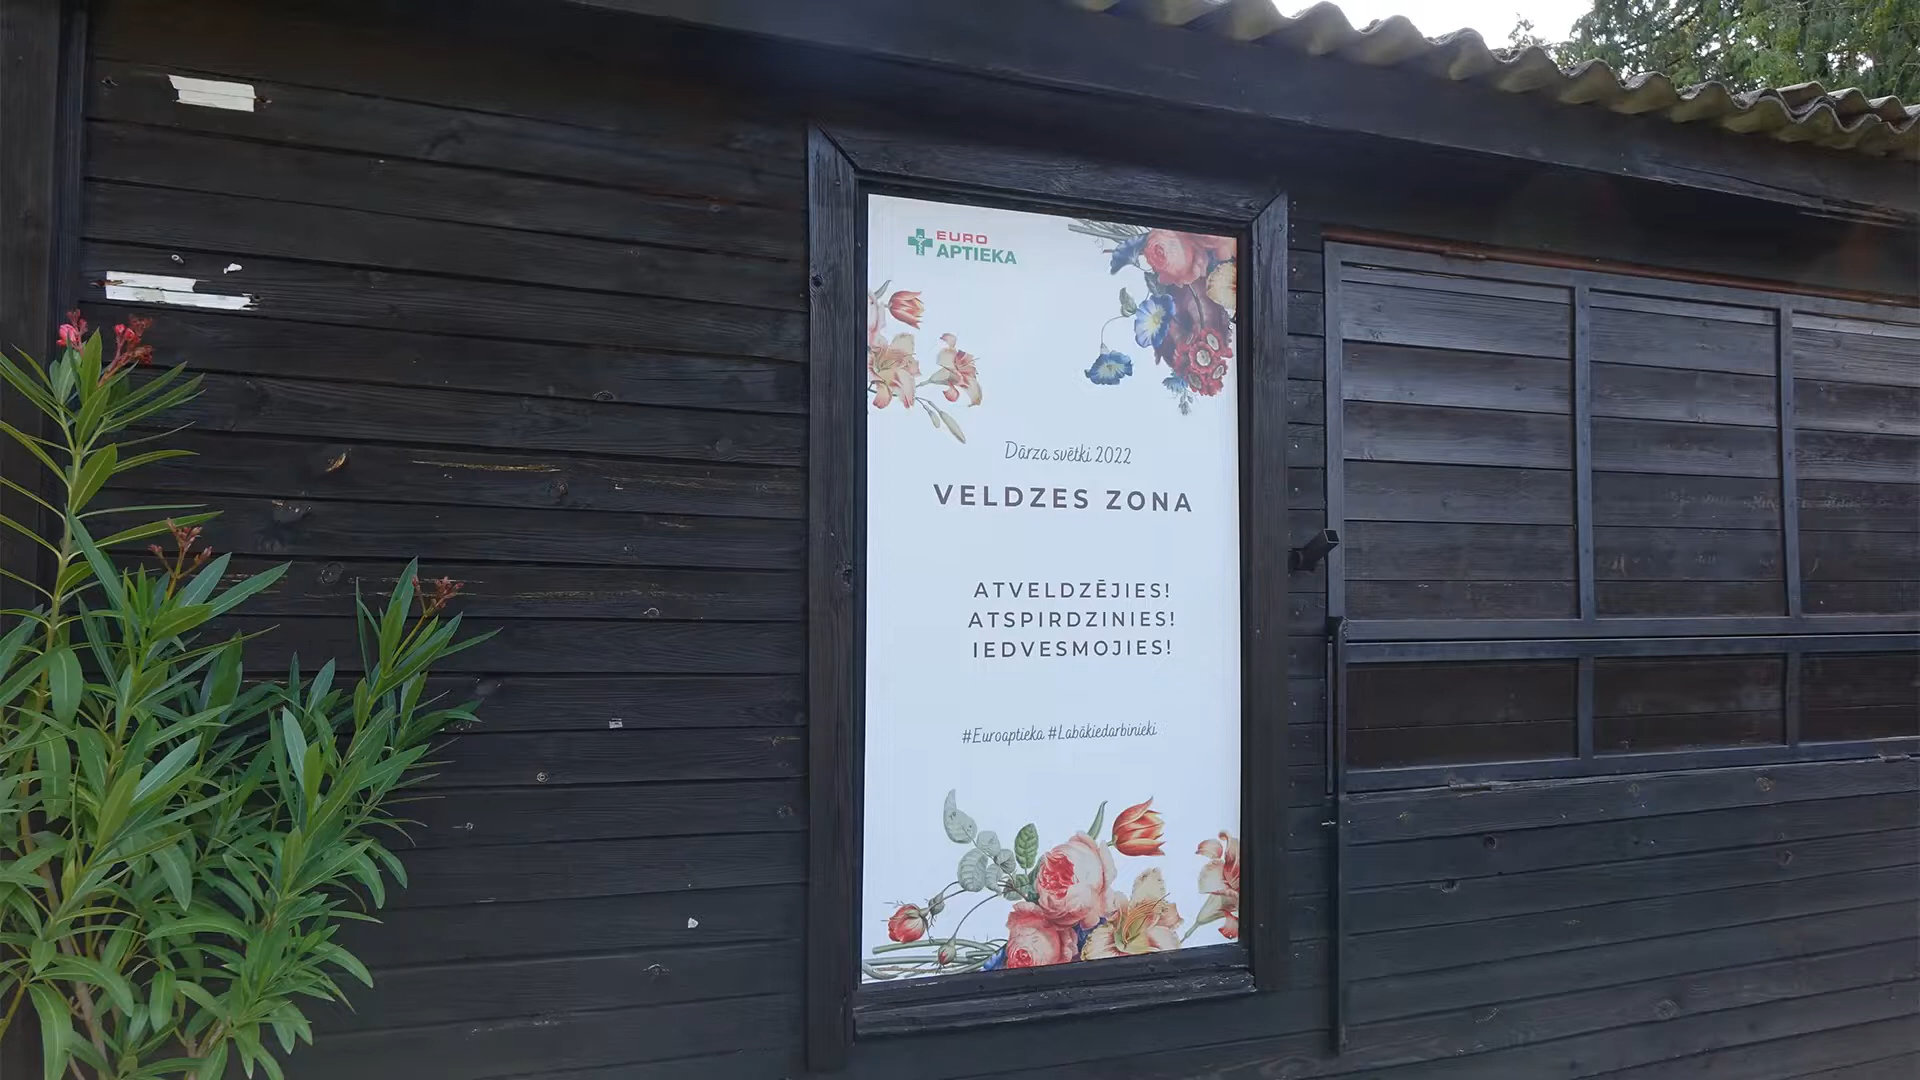 EURO
APTIEKA
Dārza svētki 2022
VELDZES ZONA
ATVELDZĒJIES!
ATSPIRDZINIES!
IEDVESMOJIES!
#Euroaptieka #Labākiedarbinieki